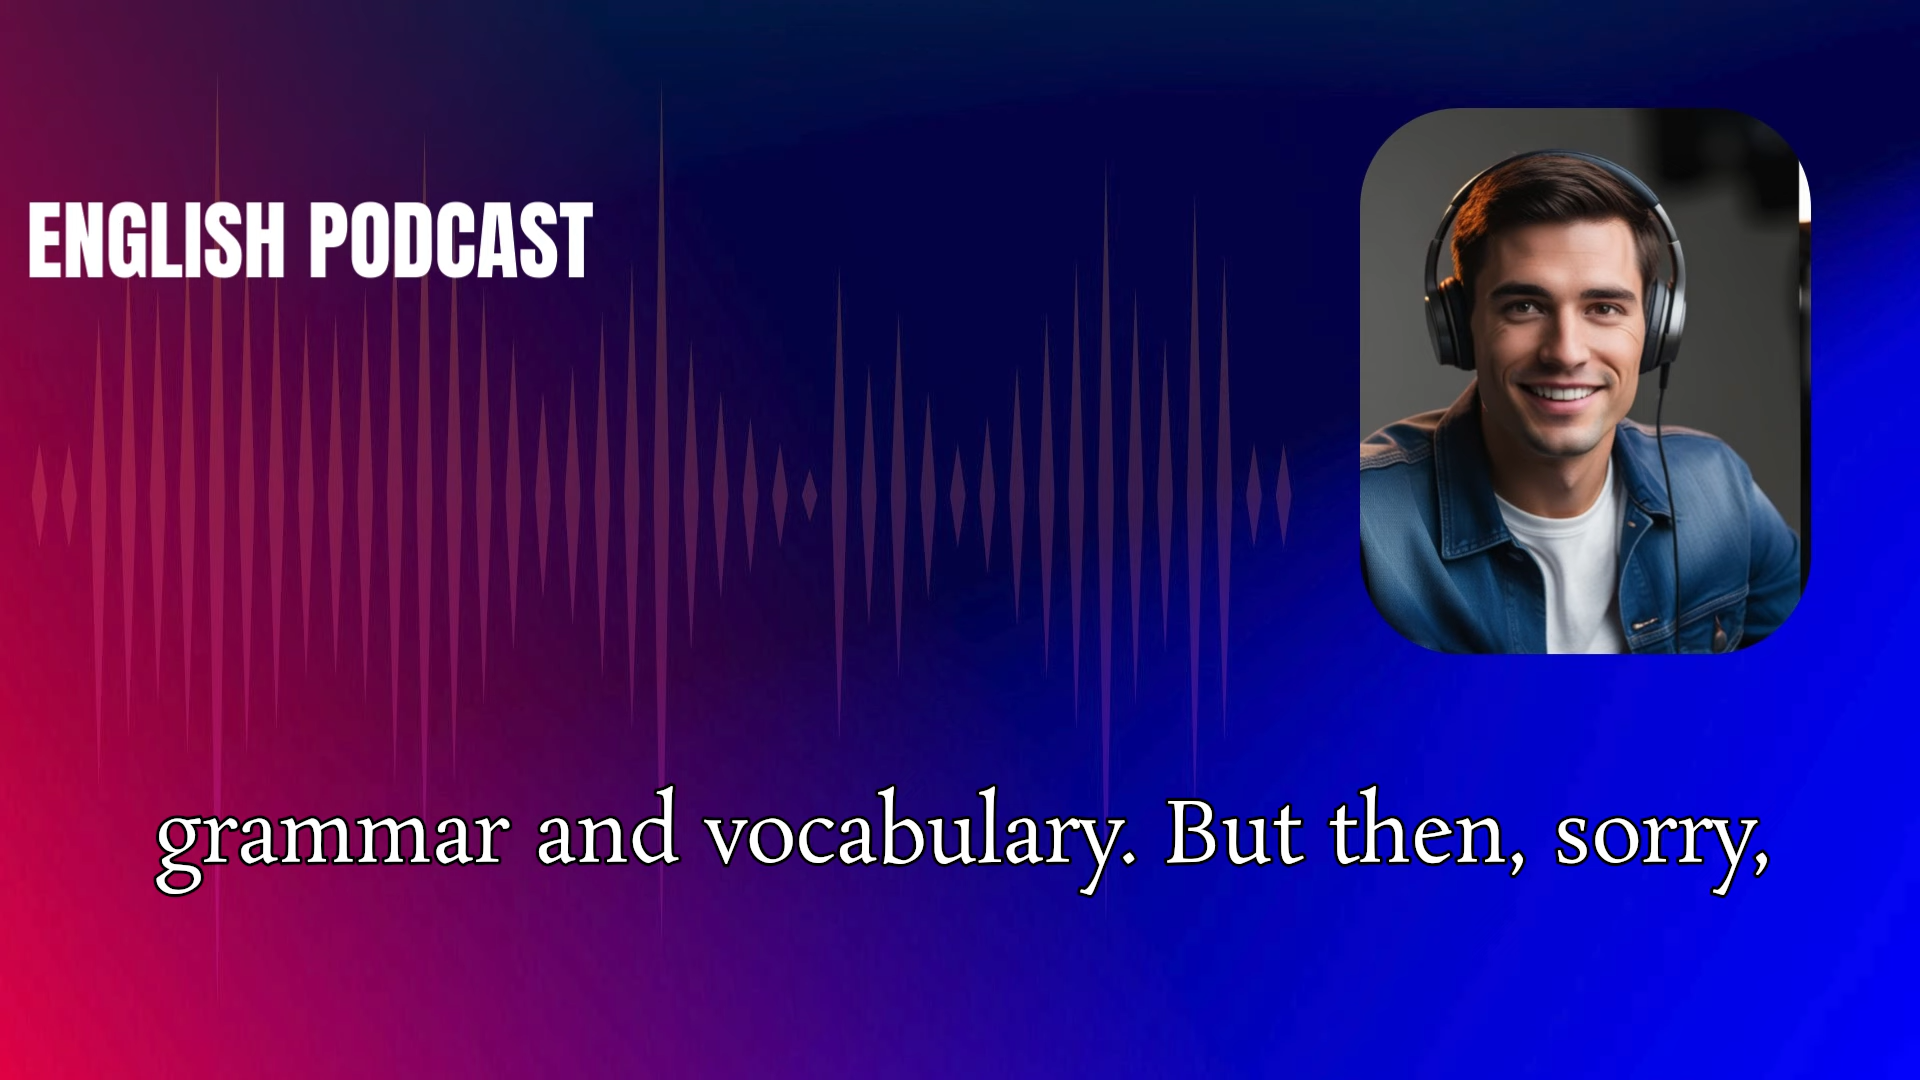 ENGLISH PODCAST
grammar and vocabulary. But then, sorry,